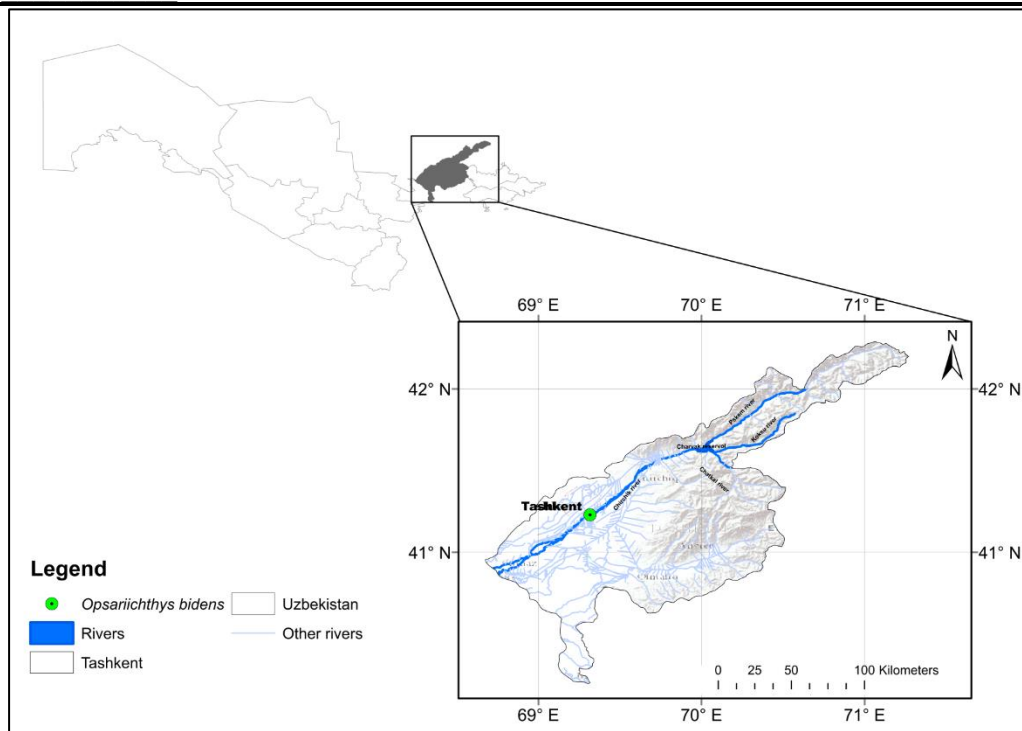 69° E 70° E 71° E
N
42° N 42° N
Pskem river
Koksu river
Charvak reservoi
Chatkal river
Chirchik river
Tashkent
41° N 41° N
Legend
Opsariichthys bidens
Uzbekistan
Rivers
Other rivers
Tashkent
0 25 50 100 Kilometers
69° E 70° E 71° E